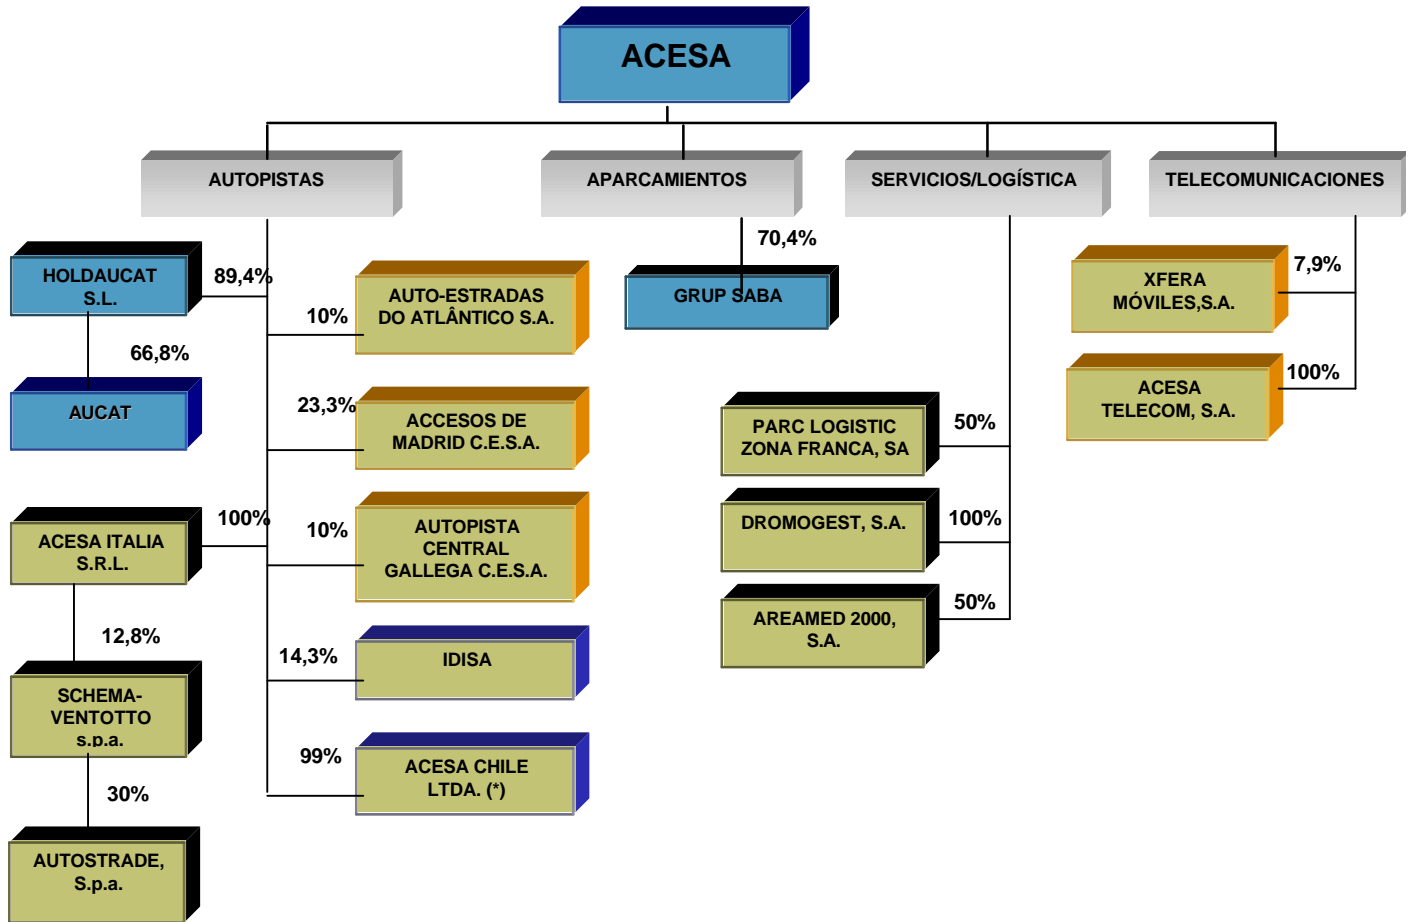 ACESA
AUTOPISTAS
APARCAMIENTOS
SERVICIOS/LOGÍSTICA
TELECOMUNICACIONES
HOLDAUCAT
S.L.
89,4%
66,8%
AUCAT
AUTO-ESTRADAS
DO ATLÂNTICO S.A.
10%
23,3%
ACCESOS DE
MADRID C.E.S.A.
100%
ACESA ITALIA
S.R.L.
10%
AUTOPISTA
CENTRAL
GALLEGA C.E.S.A.
12,8%
SCHEMA-
VENTOTTO
s.p.a.
14,3%
IDISA
99%
ACESA CHILE
LTDA. (*)
30%
AUTOSTRADE,
S.p.a.
70,4%
GRUP SABA
PARC LOGISTIC
ZONA FRANCA, SA
50%
DROMOGEST, S.A.
100%
AREAMED 2000,
S.A.
50%
XFERA
MÓVILES,S.A.
7,9%
ACESA
TELECOM, S.A.
100%